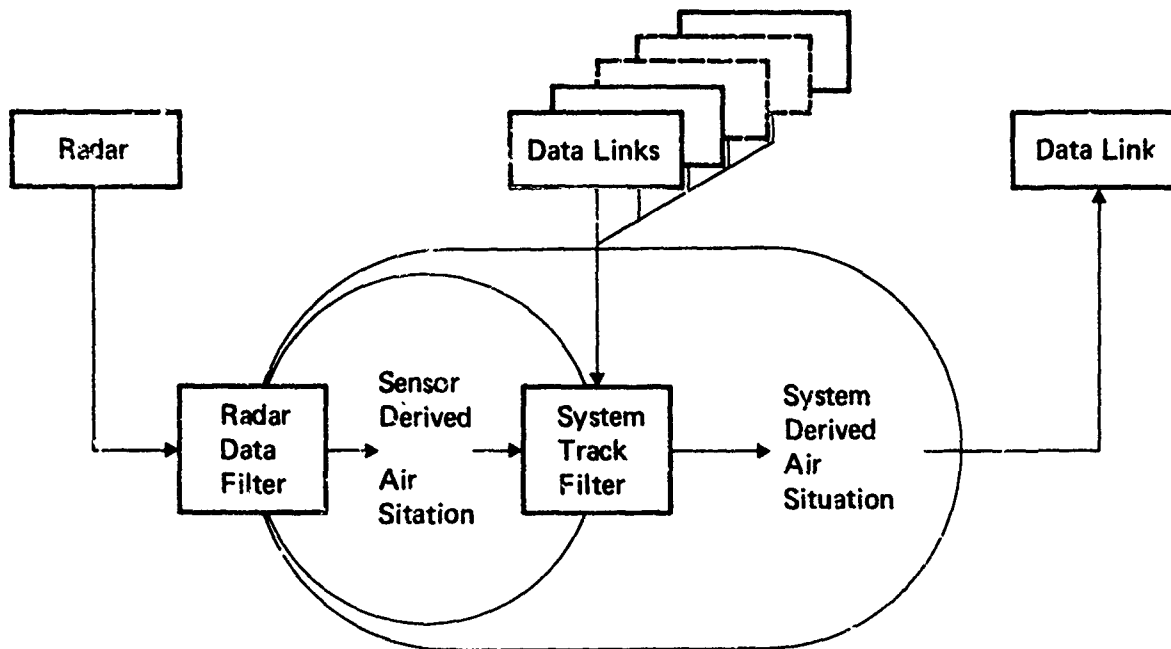 Radar
Data Links
Data Link
Radar
Data
Filter
Sensor
Derived
Air
Sitation
System
Track
Filter
System
Derived
Air
Situation